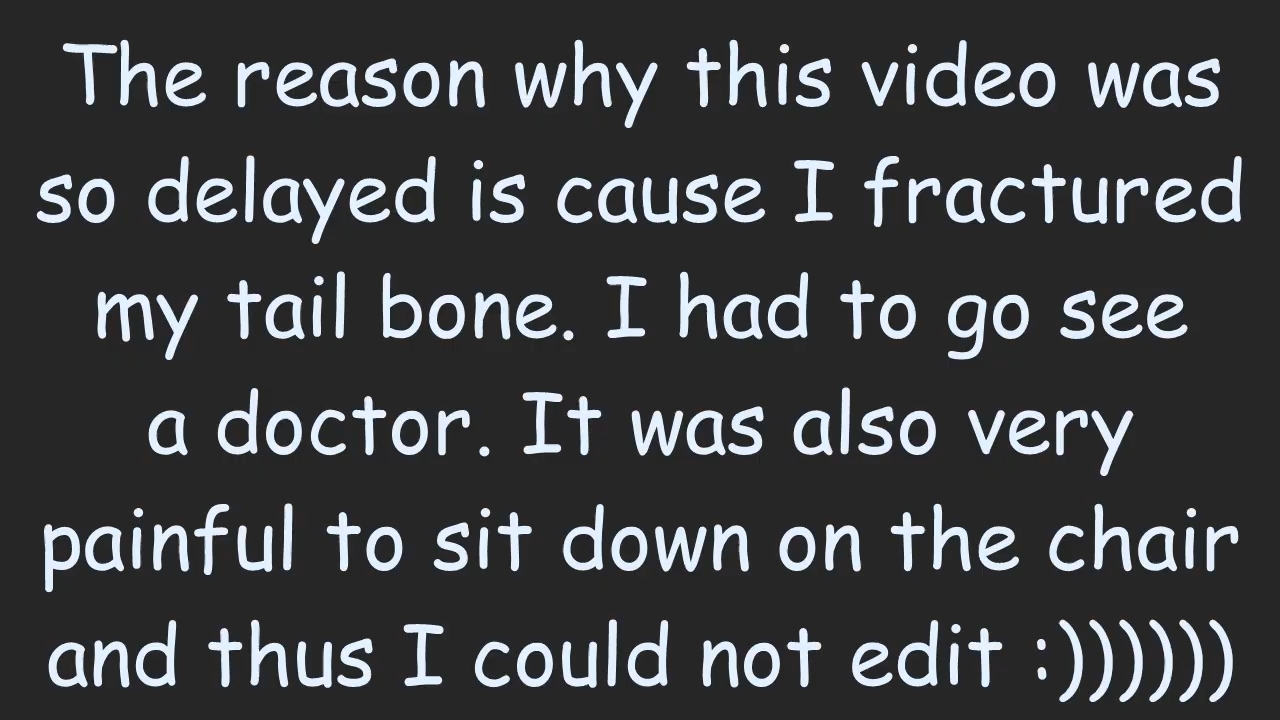 The reason why this video was
so delayed is cause I fractured
my tail bone. I had to go see
a doctor. It was also very
painful to sit down on the chair
and thus I could not edit :))))))